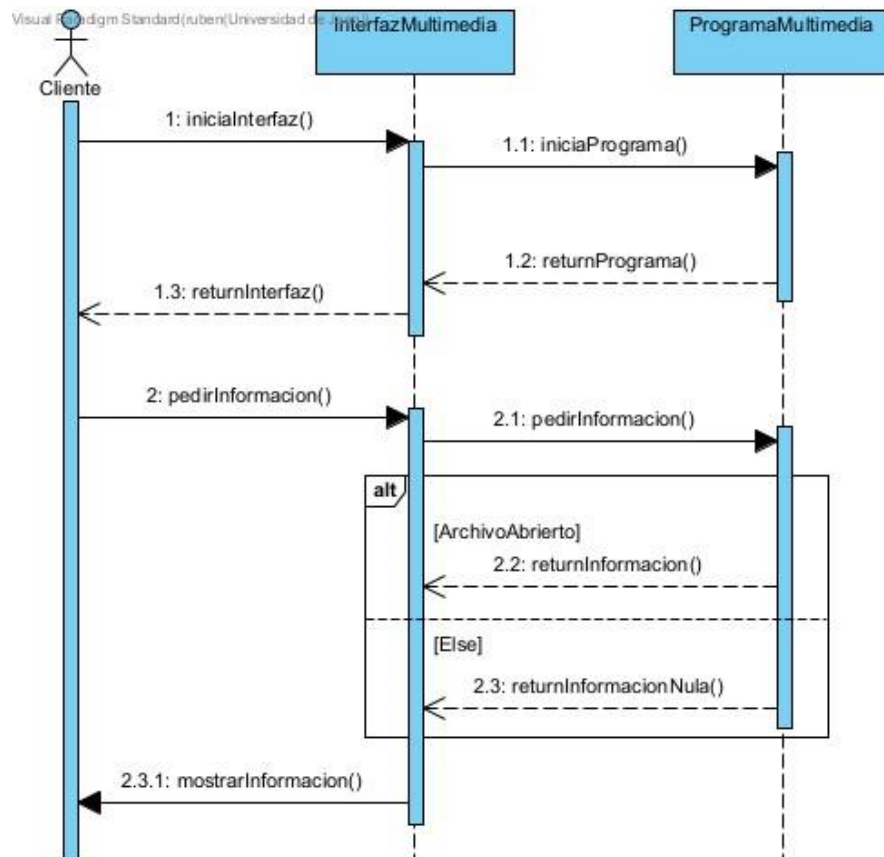 Visual Paradigm Standard(ruben(Universidad de
InterfazMultimedia
ProgramaMultimedia
Cliente
1: iniciaInterfaz()
1.1: iniciaPrograma()
1.2: returnPrograma()
1.3: returnInterfaz()
2: pedirInformacion()
2.1: pedirInformacion()
alt
[ArchivoAbrierto]
2.2: returnInformacion()
[Else]
2.3: returnInformacionNula()
2.3.1: mostrarInformacion()